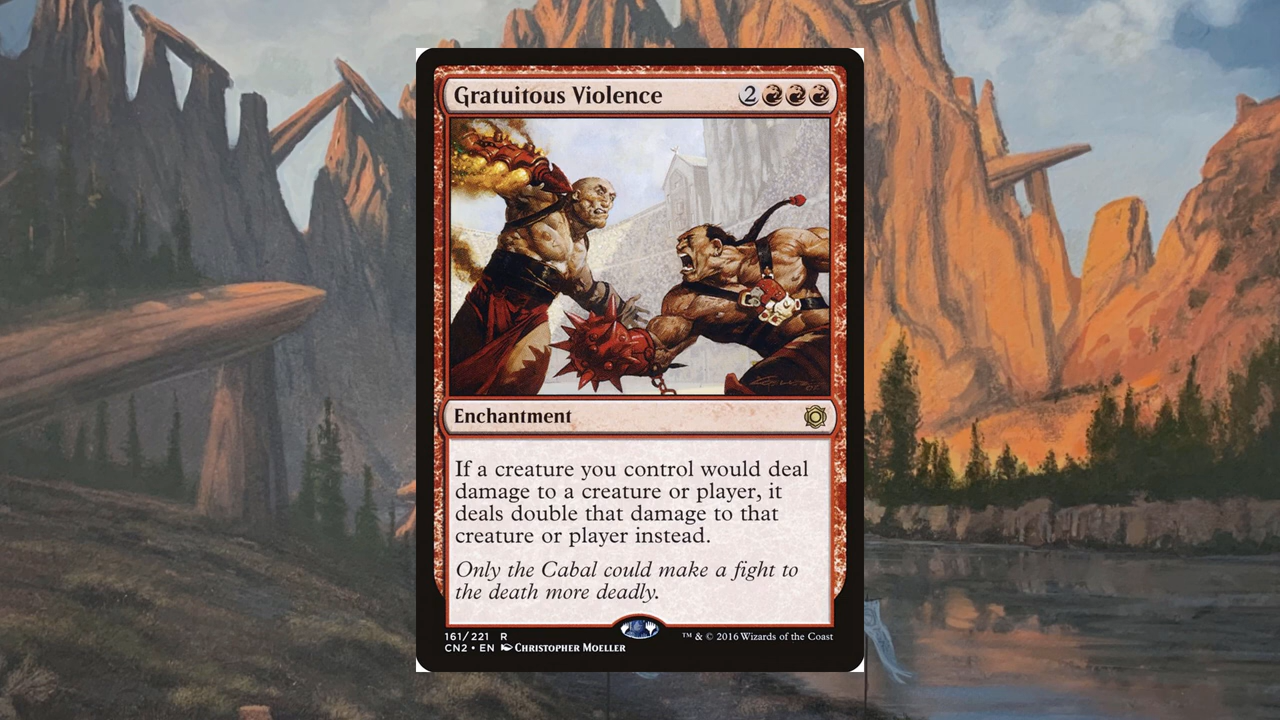 Gratuitous Violence 2
Enchantment
If a creature you control would deal
damage to a creature or player, it
deals double that damage to that
creature or player instead.
Only the Cabal could make a fight to
the death more deadly.
161/221 R
™ & © 2016 Wizards of the Coast
CN2 • EN Christopher Moeller